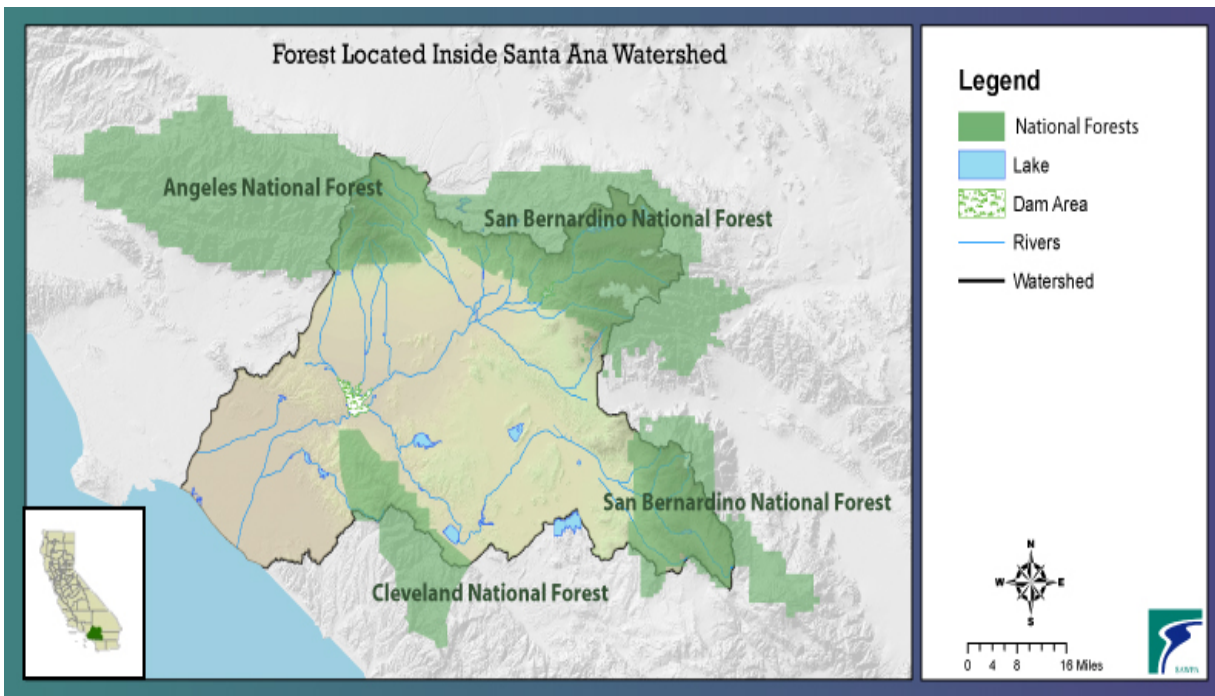 Forest Located Inside Santa Ana Watershed
Angeles National Forest
San Bernardino National Forest
San Bernardino National Forest
Cleveland National Forest
Legend
National Forests
Lake
Dam Area
Rivers
Watershed
N
W E
S
0 4 8 16 Miles